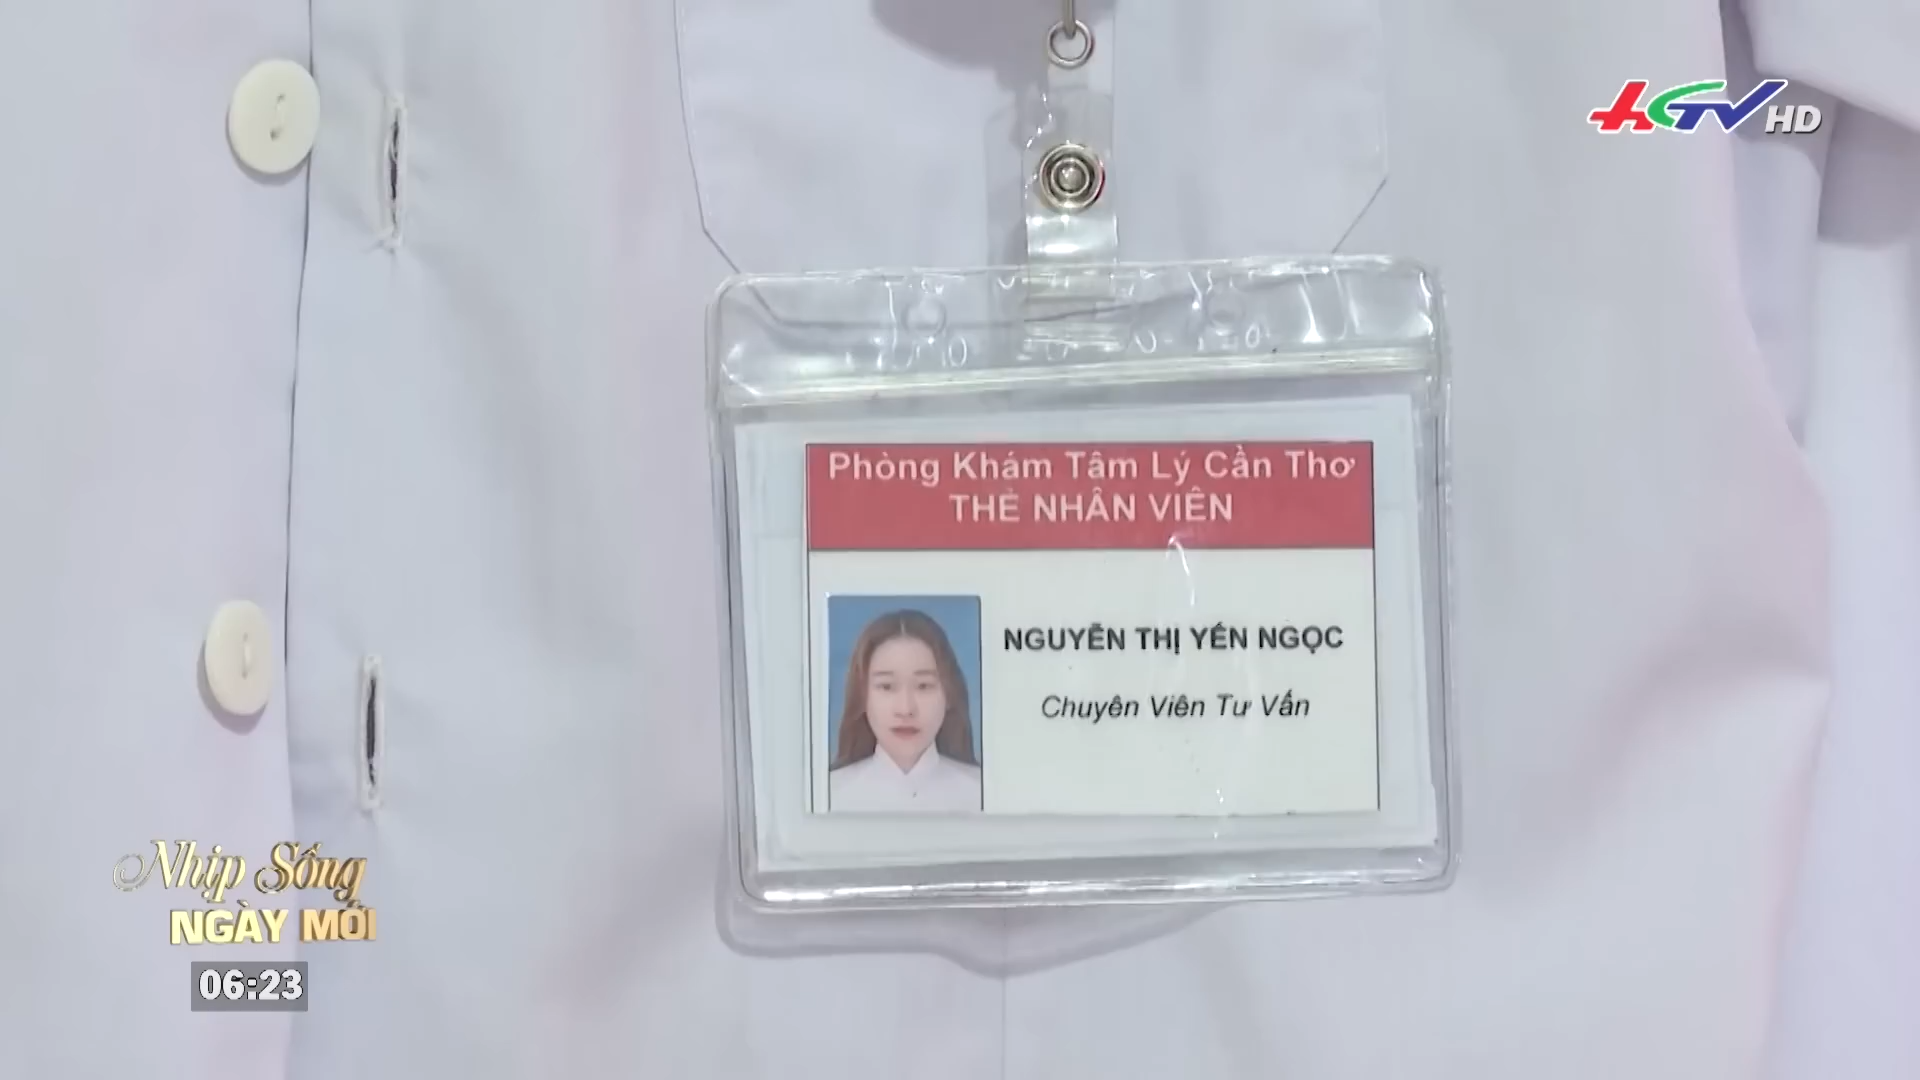 HGTV HD
Phòng Khám Tâm Lý Cần Thơ
THẺ NHÂN VIÊN
NGUYỄN THỊ YẾN NGỌC
Chuyên Viên Tư Vấn
Nhịp Sống
NGÀY MỚI
06:23